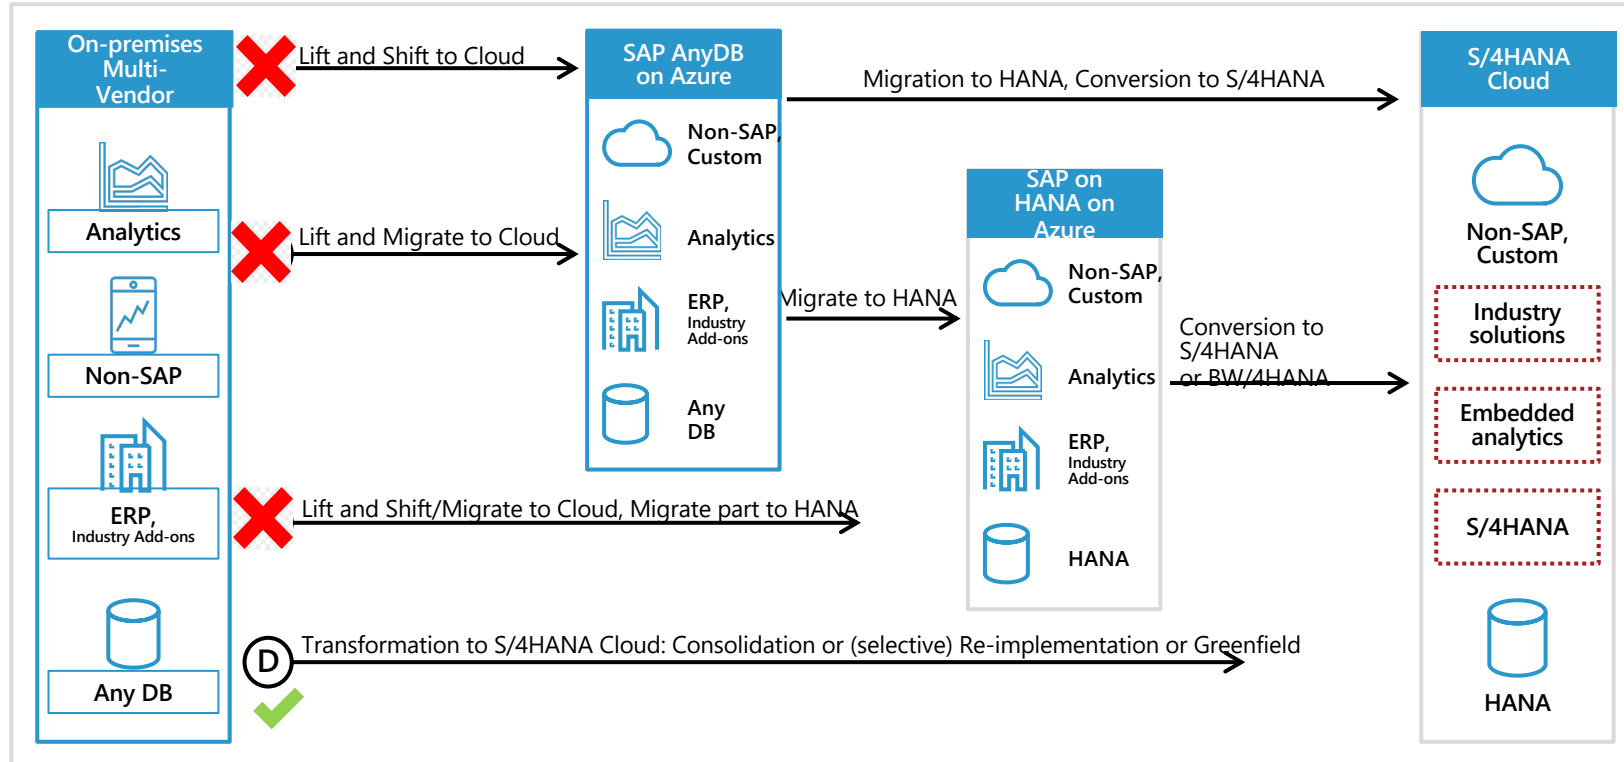 On-premises
Multi-
Vendor
Analytics
Non-SAP
ERP,
Industry Add-ons
Any DB
Lift and Shift to Cloud
Lift and Migrate to Cloud
Lift and Shift/Migrate to Cloud, Migrate part to HANA
D
Transformation to S/4HANA Cloud: Consolidation or (selective) Re-implementation or Greenfield
SAP AnyDB
on Azure
Non-SAP,
Custom
Analytics
ERP,
Industry
Add-ons
Any
DB
Migration to HANA, Conversion to S/4HANA
Migrate to HANA
SAP on
HANA on
Azure
Non-SAP,
Custom
Analytics
ERP,
Industry
Add-ons
HANA
Conversion to
S/4HANA
or BW/4HANA
S/4HANA
Cloud
Non-SAP,
Custom
Industry
solutions
Embedded
analytics
S/4HANA
HANA